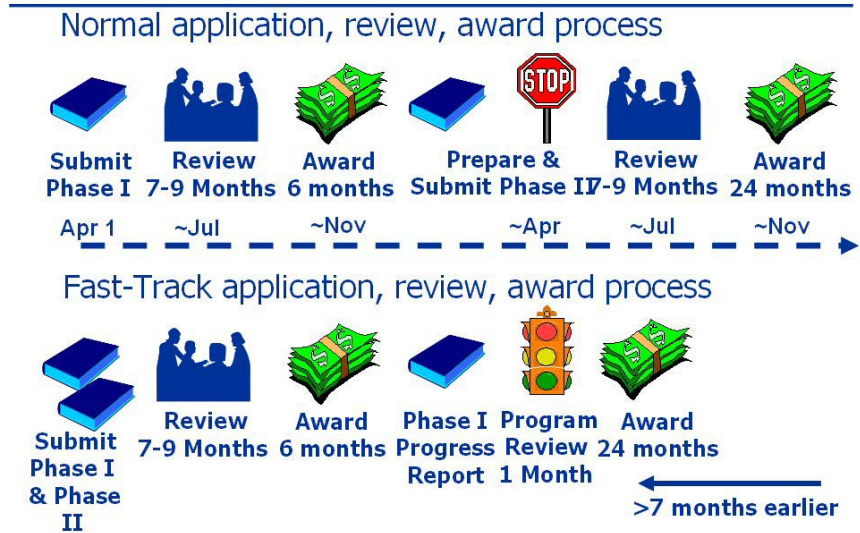 Normal application, review, award process
STOP
Submit
Phase I
Review
7-9 Months
Award
6 months
Prepare &
Submit Phase II
Review
7-9 Months
Award
24 months
Apr 1
~Jul
~Nov
~Apr
~Jul
~Nov
Fast-Track application, review, award process
Submit
Phase I
& Phase
II
Review
7-9 Months
Award
6 months
Phase I
Progress
Report
Program
Review
1 Month
Award
24 months
>7 months earlier